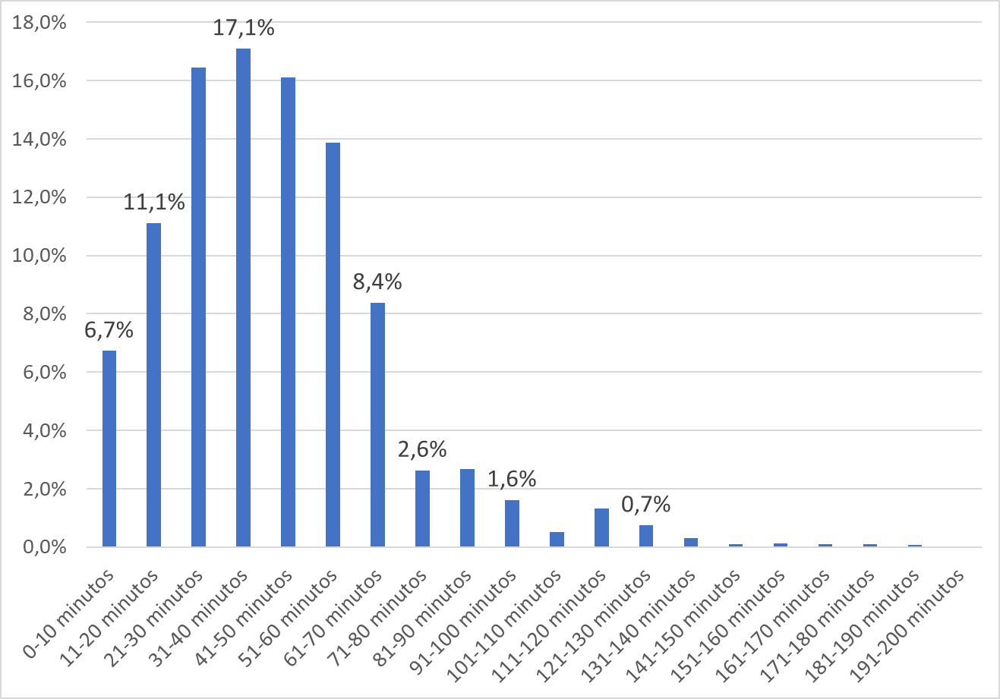 18,0%
16,0%
14,0%
12,0%
10,0%
8,0%
6,0%
4,0%
2,0%
0,0%
6,7%
11,1%
17,1%
8,4%
2,6%
1,6%
0,7%
0-10 minutos
11-20 minutos
21-30 minutos
31-40 minutos
41-50 minutos
51-60 minutos
61-70 minutos
71-80 minutos
81-90 minutos
91-100 minutos
101-110 minutos
111-120 minutos
121-130 minutos
131-140 minutos
141-150 minutos
151-160 minutos
161-170 minutos
171-180 minutos
181-190 minutos
191-200 minutos